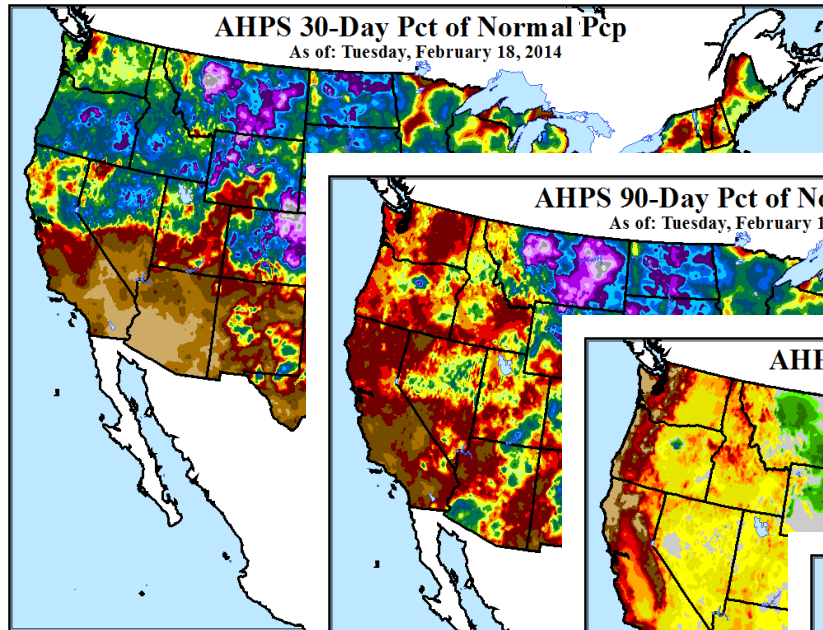 AHPS 30-Day Pct of Normal Pcp
As of: Tuesday, February 18, 2014
AHPS 90-Day Pct of No
As of: Tuesday, February 1
AHP